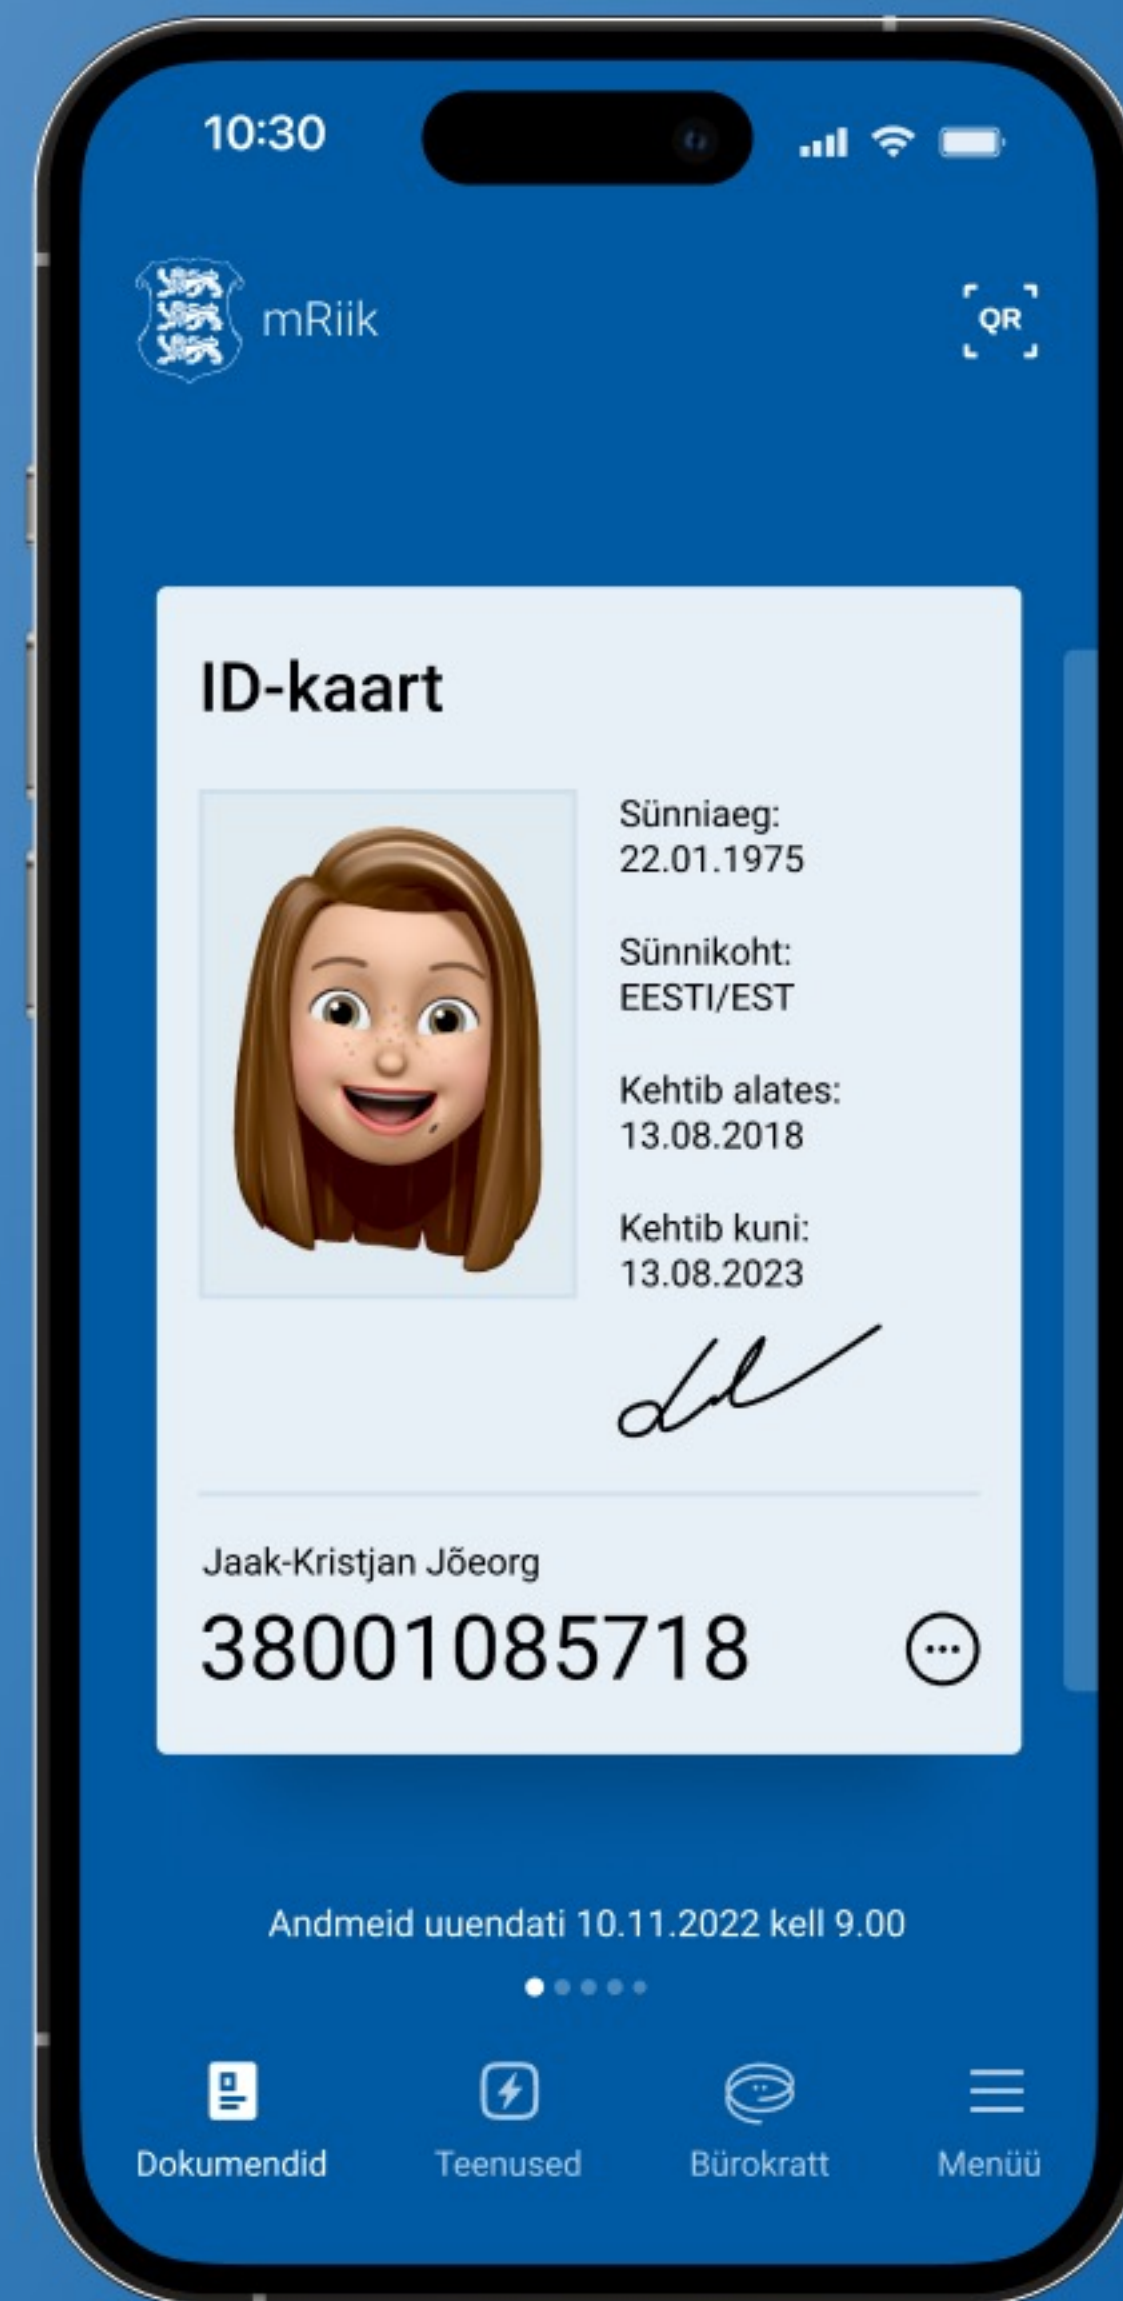 10:30
mRiik
QR
ID-kaart
Sünniaeg:
22.01.1975
Sünnikoht:
EESTI/EST
Kehtib alates:
13.08.2018
Kehtib kuni:
13.08.2023
Jaak-Kristjan Jõeorg
38001085718
Andmeid uuendati 10.11.2022 kell 9.00
Dokumendid
Teenused
Bürokratt
Menüü